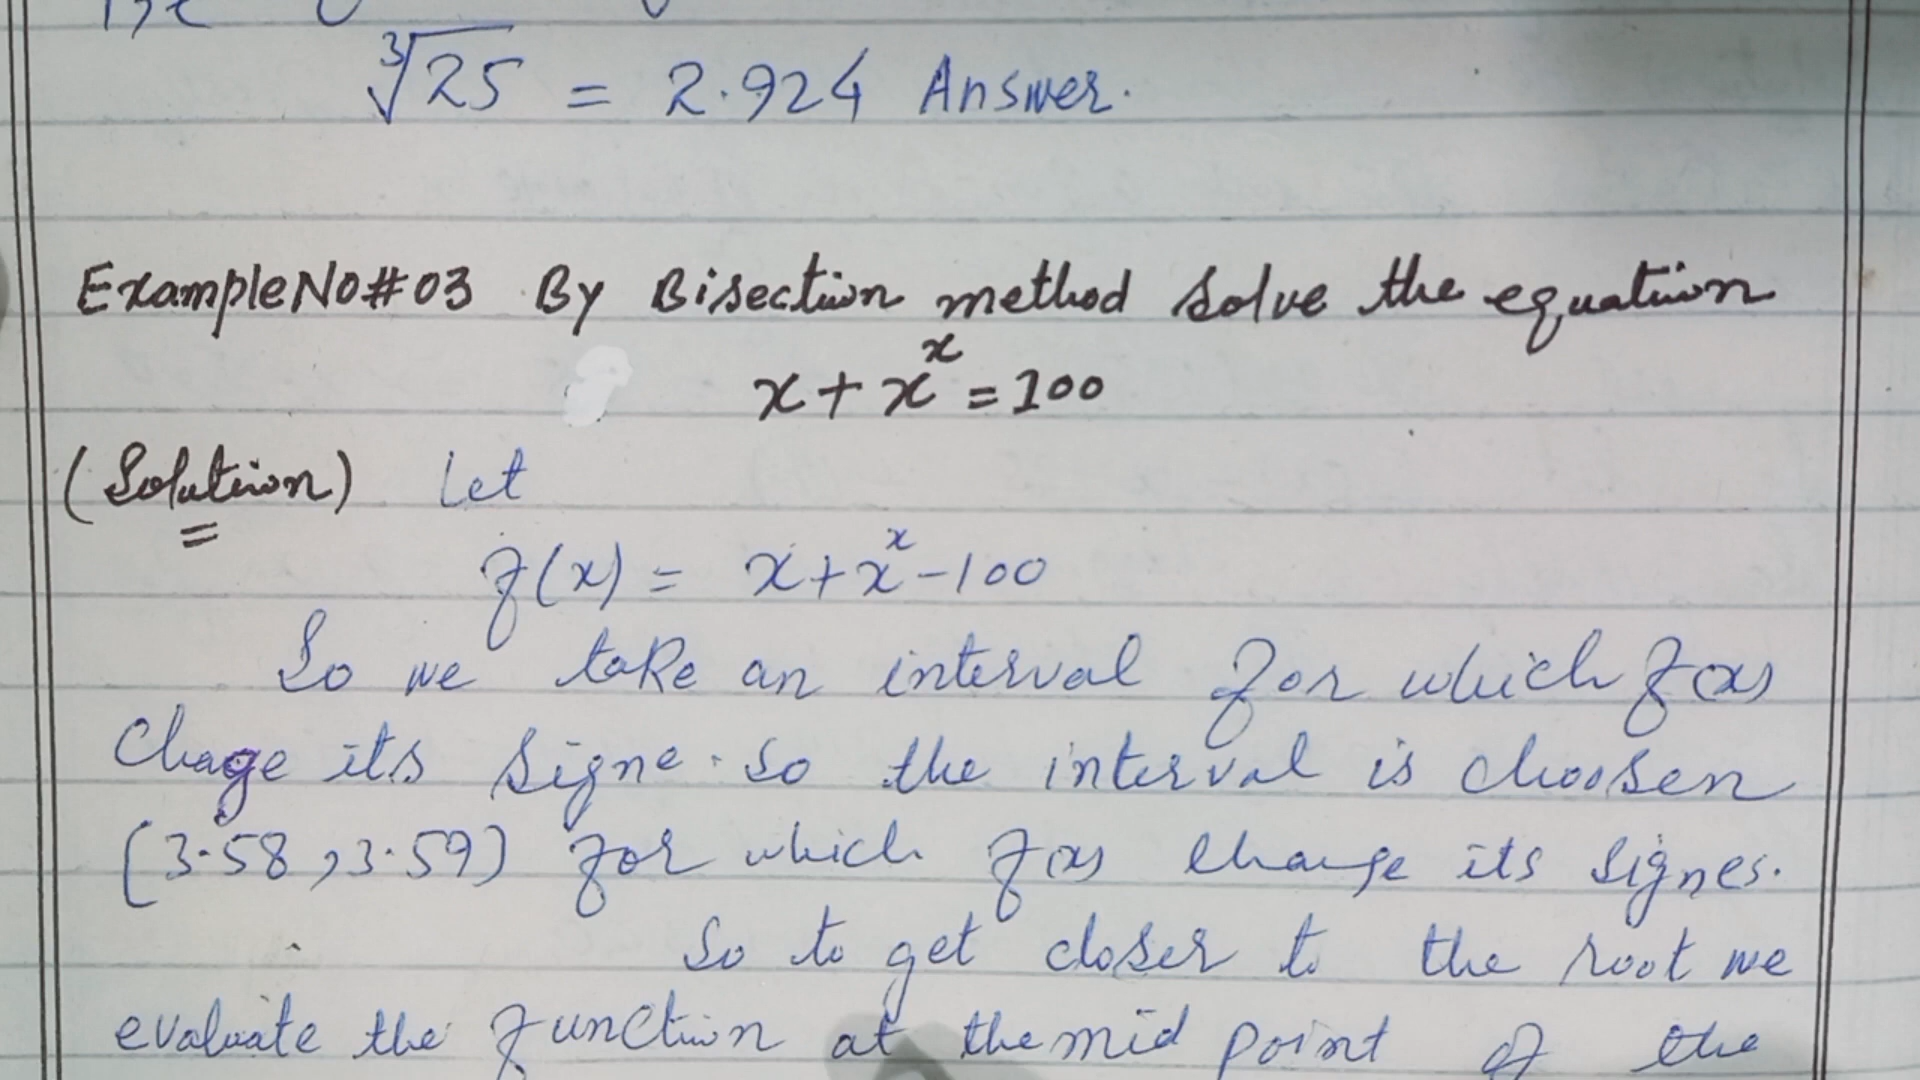 ∛25 = 2.924 Answer.
Example No#03 By Bisection method solve the equation
x + x^x = 100
(Solution) Let
f(x) = x + x^x - 100
So we take an interval for which f(x)
Chage its signe. So the interval is choosen
(3.58, 3.59) for which f(x) change its signes.
So to get closer to the root we
evaluate the function at the mid point of the